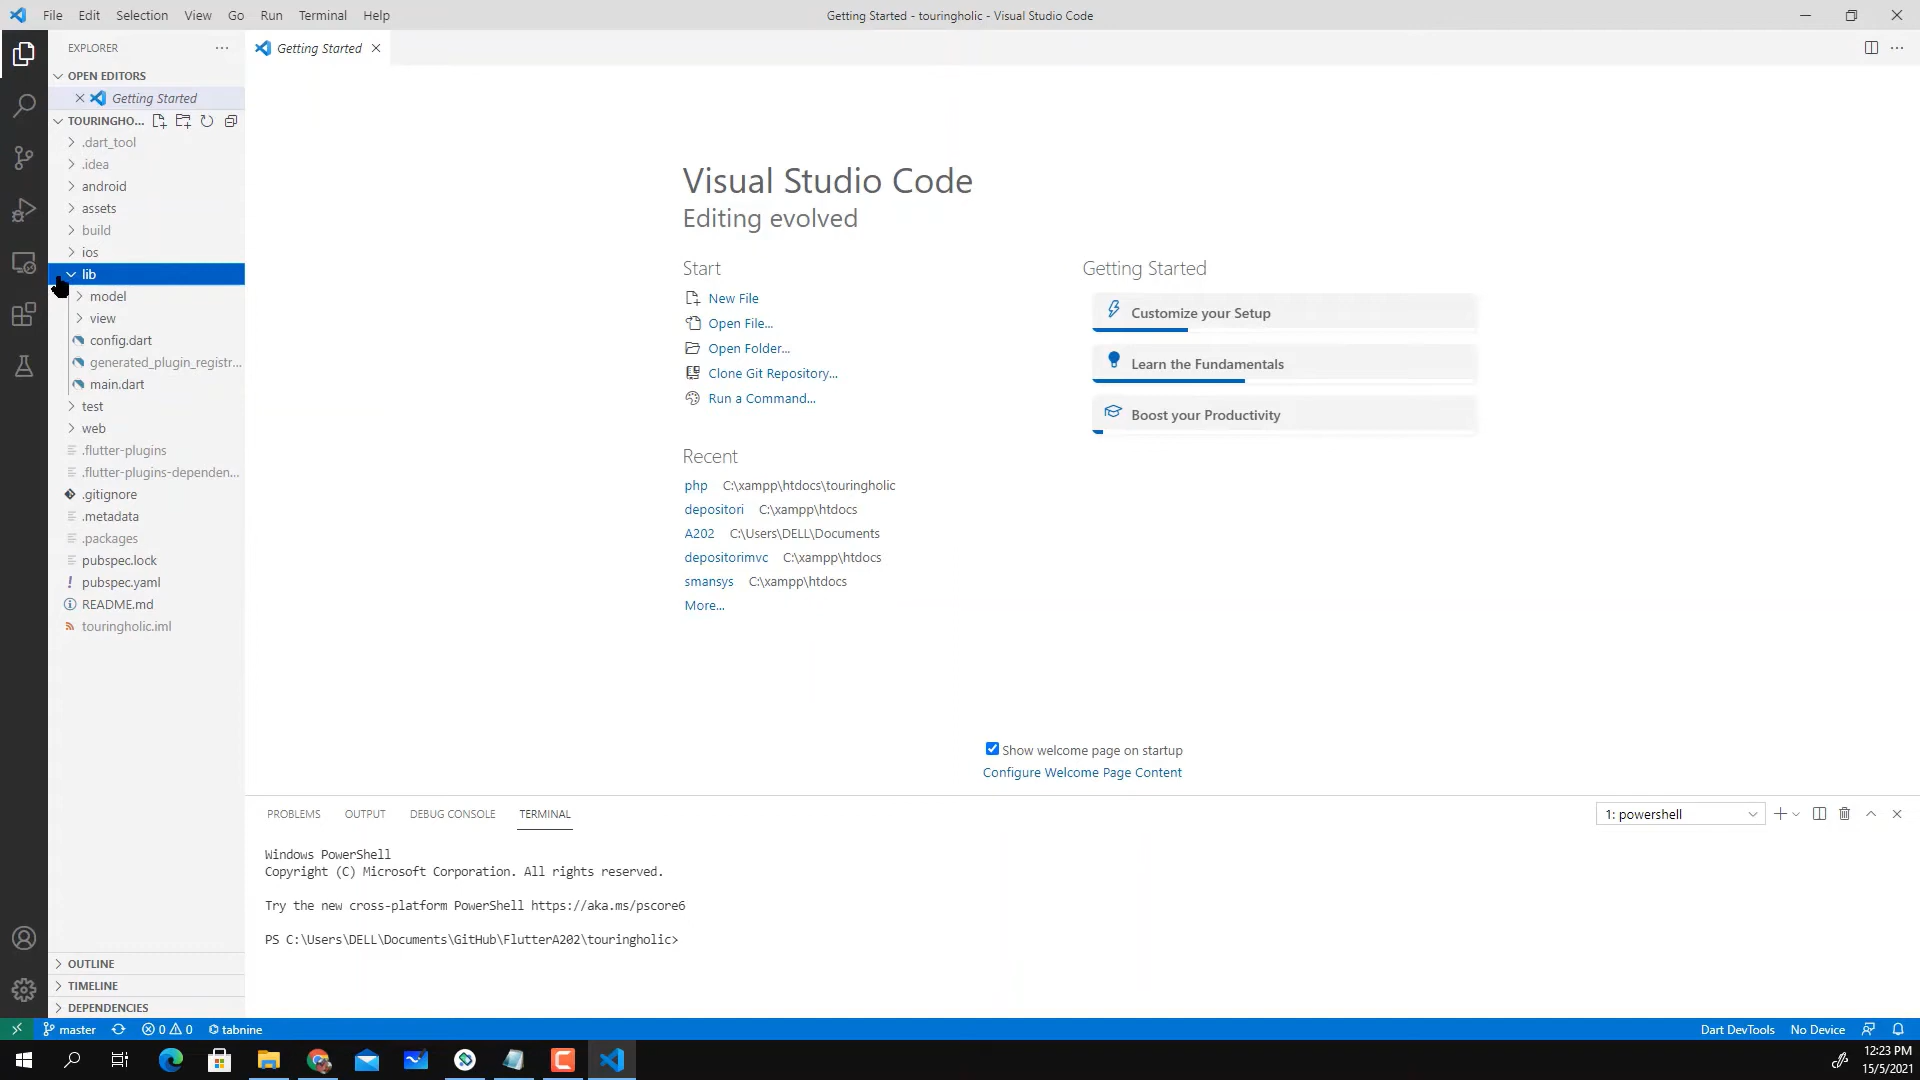 File Edit Selection View Go Run Terminal Help
Getting Started - touringholic - Visual Studio Code
EXPLORER
Getting Started
OPEN EDITORS
Getting Started
TOURINGHO...
.dart_tool
.idea
android
assets
build
ios
lib
model
view
config.dart
generated_plugin_registr...
main.dart
test
web
.flutter-plugins
.flutter-plugins-dependen...
.gitignore
.metadata
.packages
pubspec.lock
pubspec.yaml
README.md
touringholic.iml
OUTLINE
TIMELINE
DEPENDENCIES
Visual Studio Code
Editing evolved
Start
New File
Open File...
Open Folder...
Clone Git Repository...
Run a Command...
Recent
php C:\xampp\htdocs\touringholic
depositori C:\xampp\htdocs
A202 C:\Users\DELL\Documents
depositorimvc C:\xampp\htdocs
smansys C:\xampp\htdocs
More...
Getting Started
Customize your Setup
Learn the Fundamentals
Boost your Productivity
Show welcome page on startup
Configure Welcome Page Content
PROBLEMS OUTPUT DEBUG CONSOLE TERMINAL
1: powershell
Windows PowerShell
Copyright (C) Microsoft Corporation. All rights reserved.
Try the new cross-platform PowerShell https://aka.ms/pscore6
PS C:\Users\DELL\Documents\GitHub\FlutterA202\touringholic>
master 0 0 tabnine
Dart DevTools No Device
12:23 PM
15/5/2021